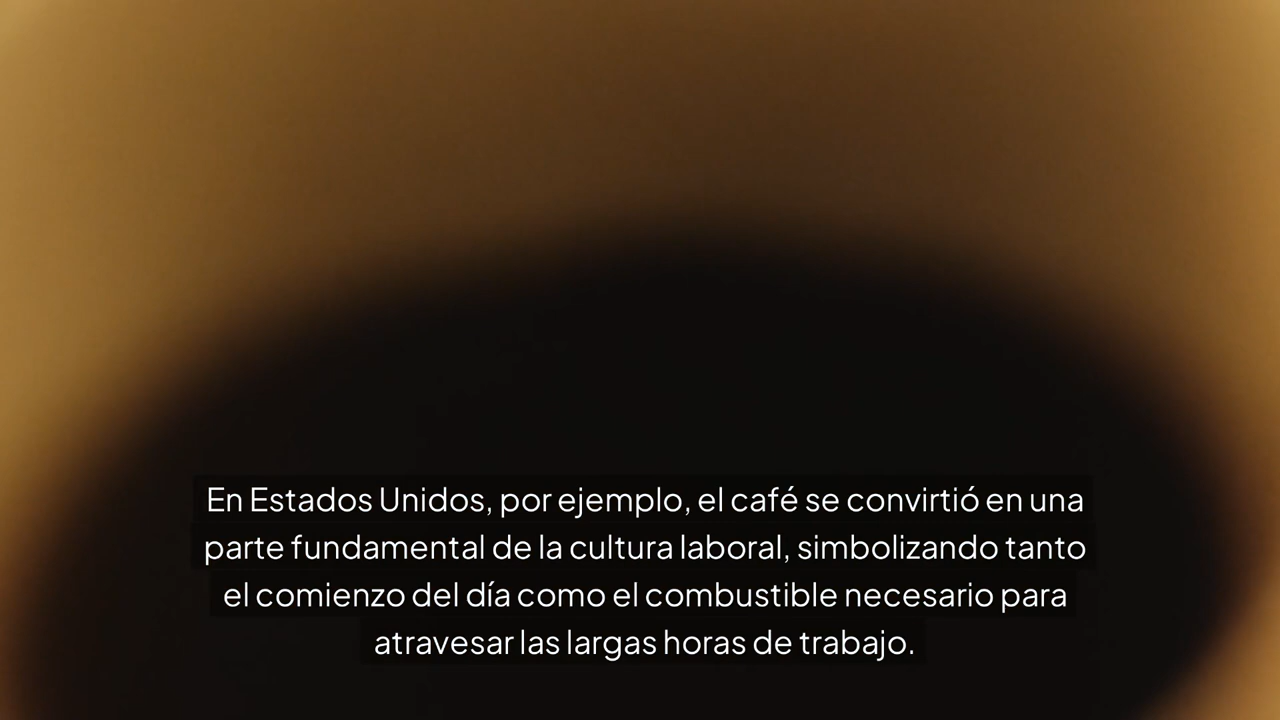 En Estados Unidos, por ejemplo, el café se convirtió en una
parte fundamental de la cultura laboral, simbolizando tanto
el comienzo del día como el combustible necesario para
atravesar las largas horas de trabajo.